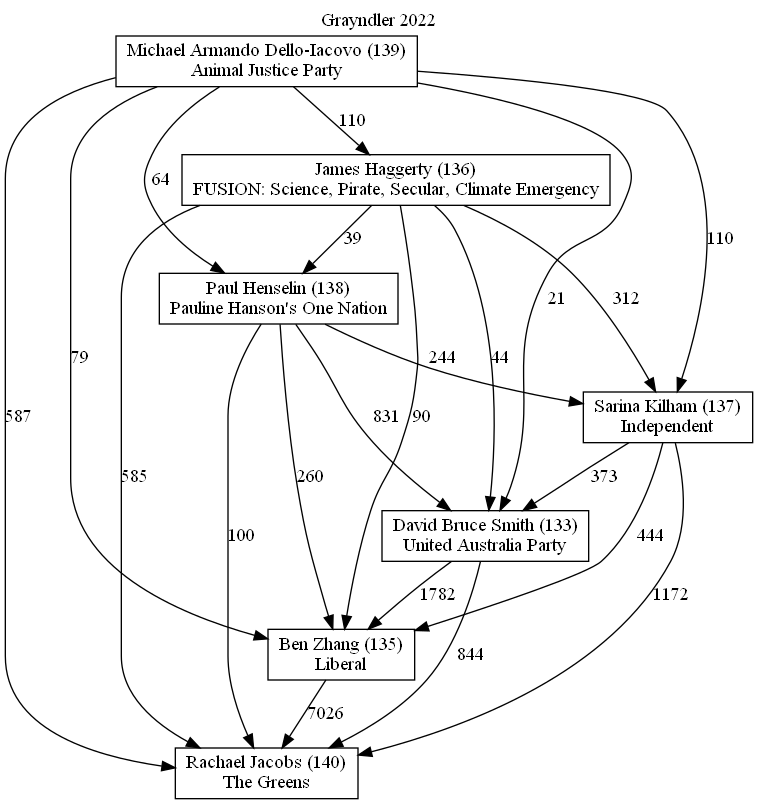 Grayndler 2022
Michael Armando Dello-Iacovo (139)
Animal Justice Party
110
James Haggerty (136)
FUSION: Science, Pirate, Secular, Climate Emergency
64
39
110
Paul Henselin (138)
Pauline Hanson's One Nation
21
312
79
244
44
Sarina Kilham (137)
Independent
587
831
90
585
260
373
100
David Bruce Smith (133)
United Australia Party
444
1782
1172
Ben Zhang (135)
Liberal
844
7026
Rachael Jacobs (140)
The Greens